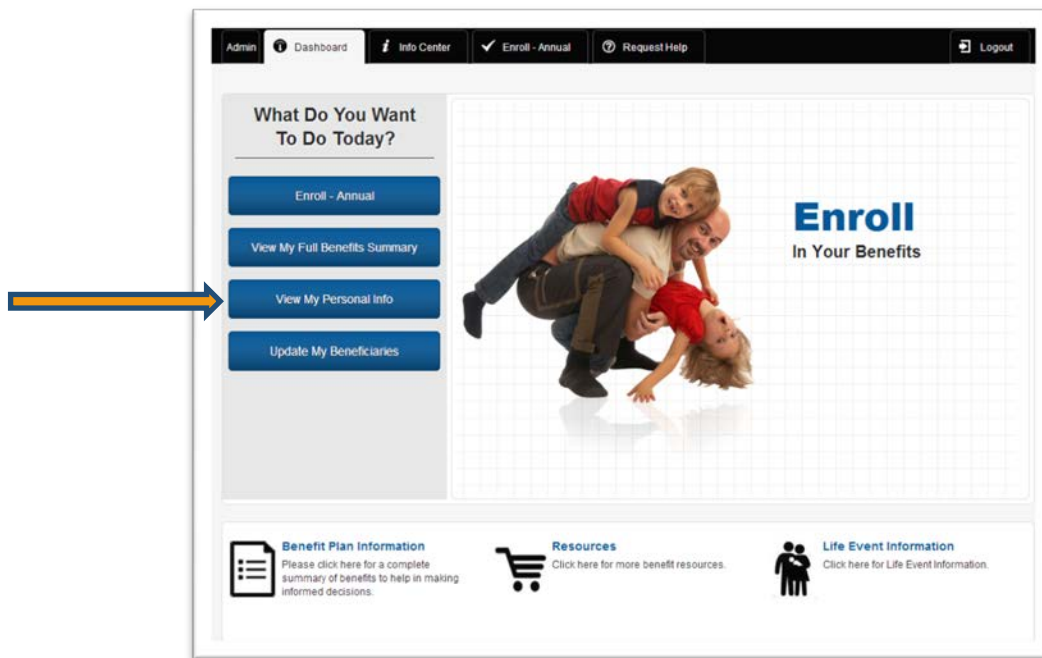 Admin
Dashboard
Info Center
Enroll - Annual
Request Help
Logout
What Do You Want
To Do Today?
Enroll - Annual
View My Full Benefits Summary
View My Personal Info
Update My Beneficiaries
Enroll
In Your Benefits
Benefit Plan Information
Please click here for a complete
summary of benefits to help in making
informed decisions.
Resources
Click here for more benefit resources.
Life Event Information
Click here for Life Event Information.